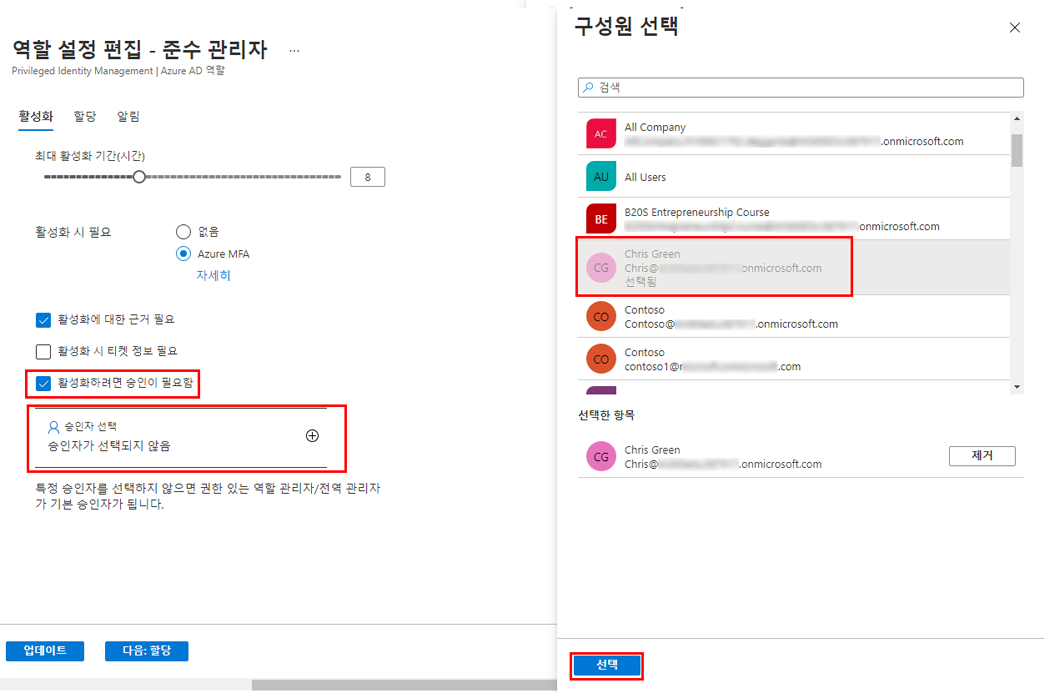 역할 설정 편집 - 준수 관리자 ...
Privileged Identity Management | Azure AD 역할
활성화 할당 알림
최대 활성화 기간(시간)
8
활성화 시 필요
없음
Azure MFA
자세히
활성화에 대한 근거 필요
활성화 시 티켓 정보 필요
활성화하려면 승인이 필요함
승인자 선택
승인자가 선택되지 않음
특정 승인자를 선택하지 않으면 권한 있는 역할 관리자/전역 관리자
가 기본 승인자가 됩니다.
업데이트
다음: 할당
구성원 선택
검색
AC
All Company
.onmicrosoft.com
AU
All Users
BE
B20S Entrepreneurship Course
onmicrosoft.com
CG
Chris Green
Chris@ onmicrosoft.com
선택됨
CO
Contoso
Contoso@ .onmicrosoft.com
CO
Contoso
contoso1@ .com
선택한 항목
CG
Chris Green
Chris@ .onmicrosoft.com
제거
선택